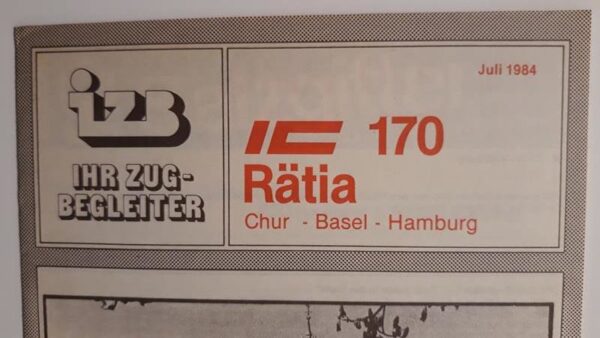 izb
IHR ZUG-
BEGLEITER
Juli 1984
IC 170
Rätia
Chur - Basel - Hamburg